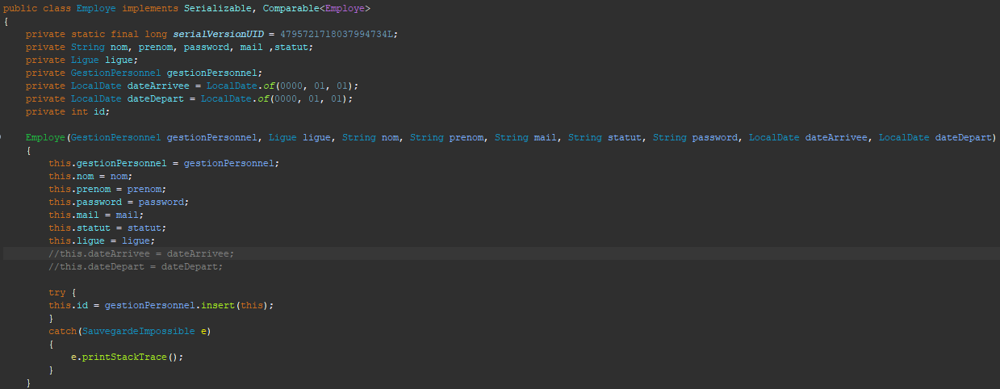 public class Employe implements Serializable, Comparable<Employe>
{
    private static final long serialVersionUID = 4795721718037994734L;
    private String nom, prenom, password, mail ,statut;
    private Ligue ligue;
    private GestionPersonnel gestionPersonnel;
    private LocalDate dateArrivee = LocalDate.of(0000, 01, 01);
    private LocalDate dateDepart = LocalDate.of(0000, 01, 01);
    private int id;

    Employe(GestionPersonnel gestionPersonnel, Ligue ligue, String nom, String prenom, String mail, String statut, String password, LocalDate dateArrivee, LocalDate dateDepart)
    {
        this.gestionPersonnel = gestionPersonnel;
        this.nom = nom;
        this.prenom = prenom;
        this.password = password;
        this.mail = mail;
        this.statut = statut;
        this.ligue = ligue;
        //this.dateArrivee = dateArrivee;
        //this.dateDepart = dateDepart;

        try {
        this.id = gestionPersonnel.insert(this);
        }
        catch(SauvegardeImpossible e)
        {
            e.printStackTrace();
        }
    }